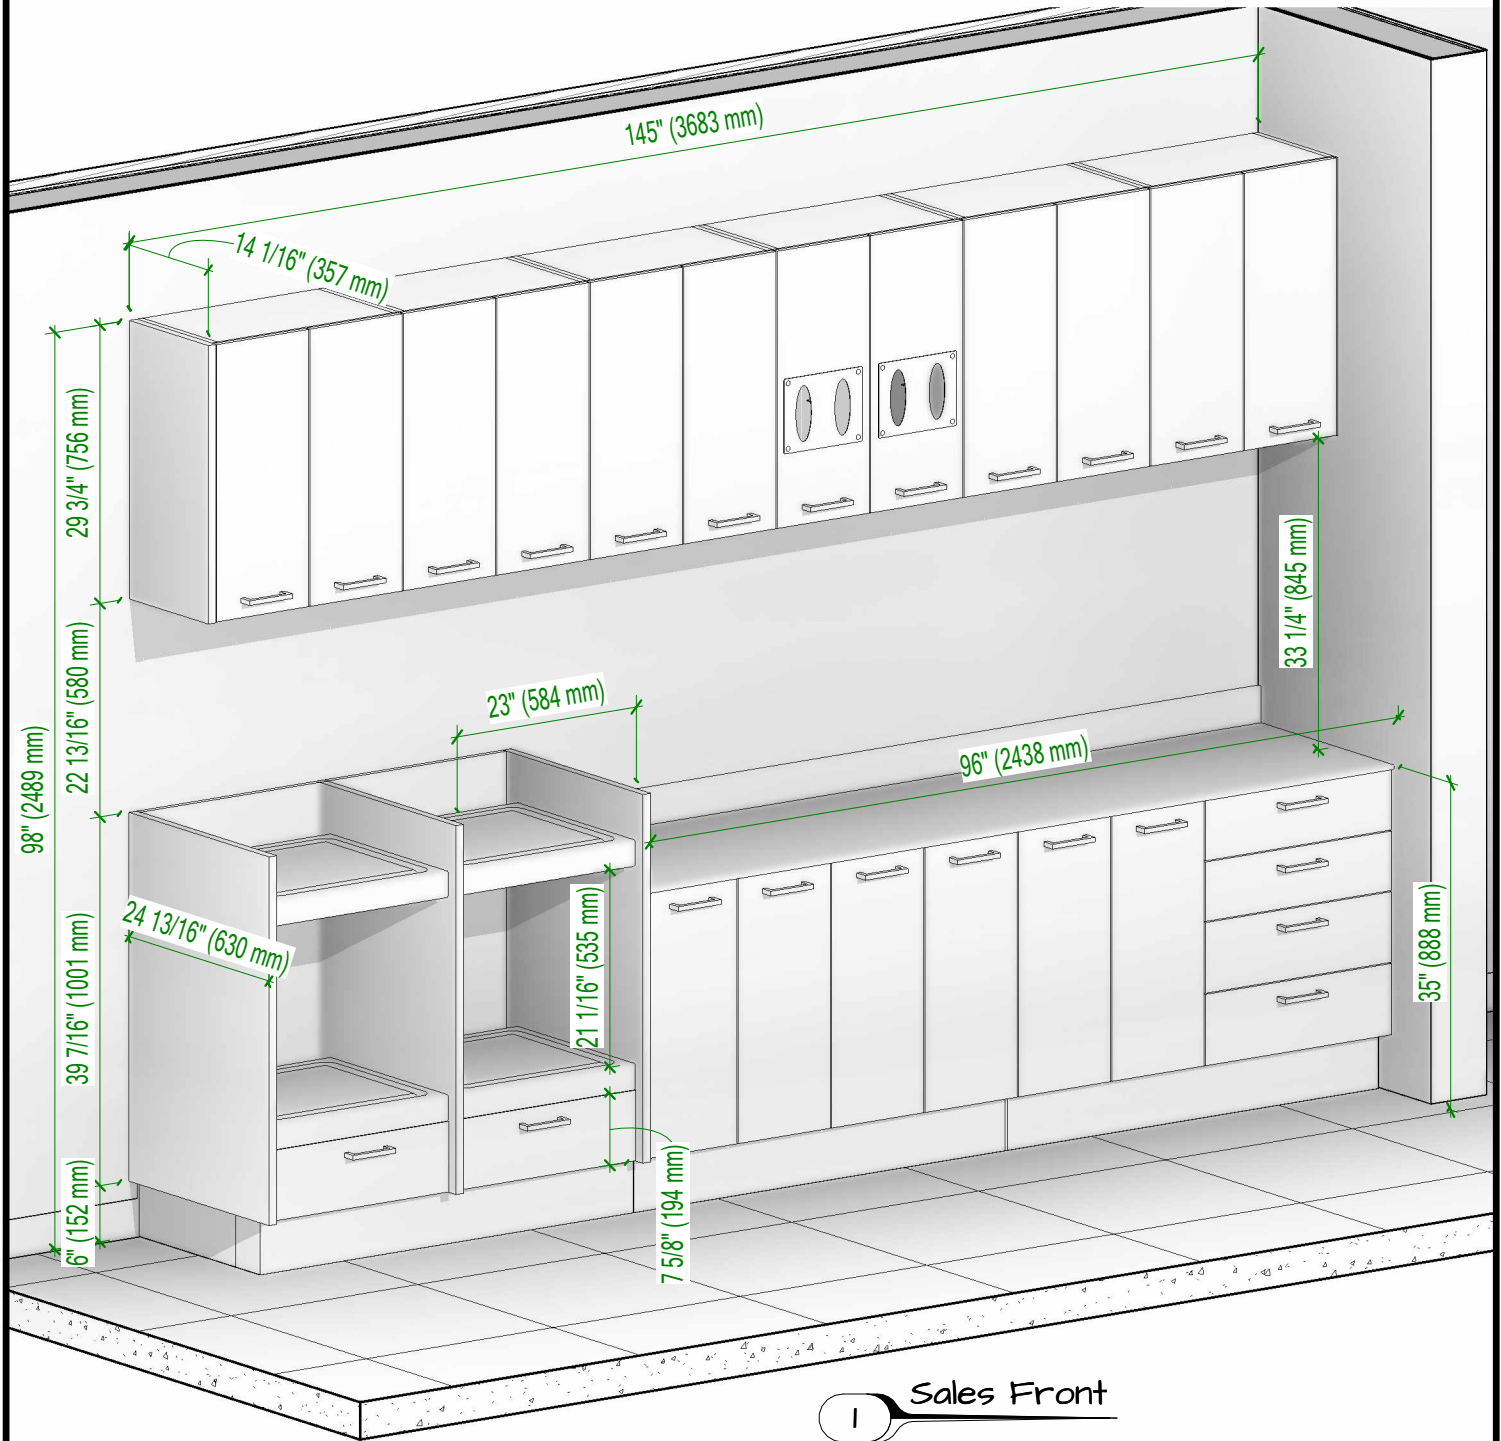 145" (3683 mm)
14 1/16" (357 mm)
29 3/4" (756 mm)
33 1/4" (845 mm)
22 13/16" (580 mm)
23" (584 mm)
98" (2489 mm)
96" (2438 mm)
24 13/16" (630 mm)
21 1/16" (535 mm)
39 7/16" (1001 mm)
35" (888 mm)
6" (152 mm)
7 5/8" (194 mm)
1
Sales Front